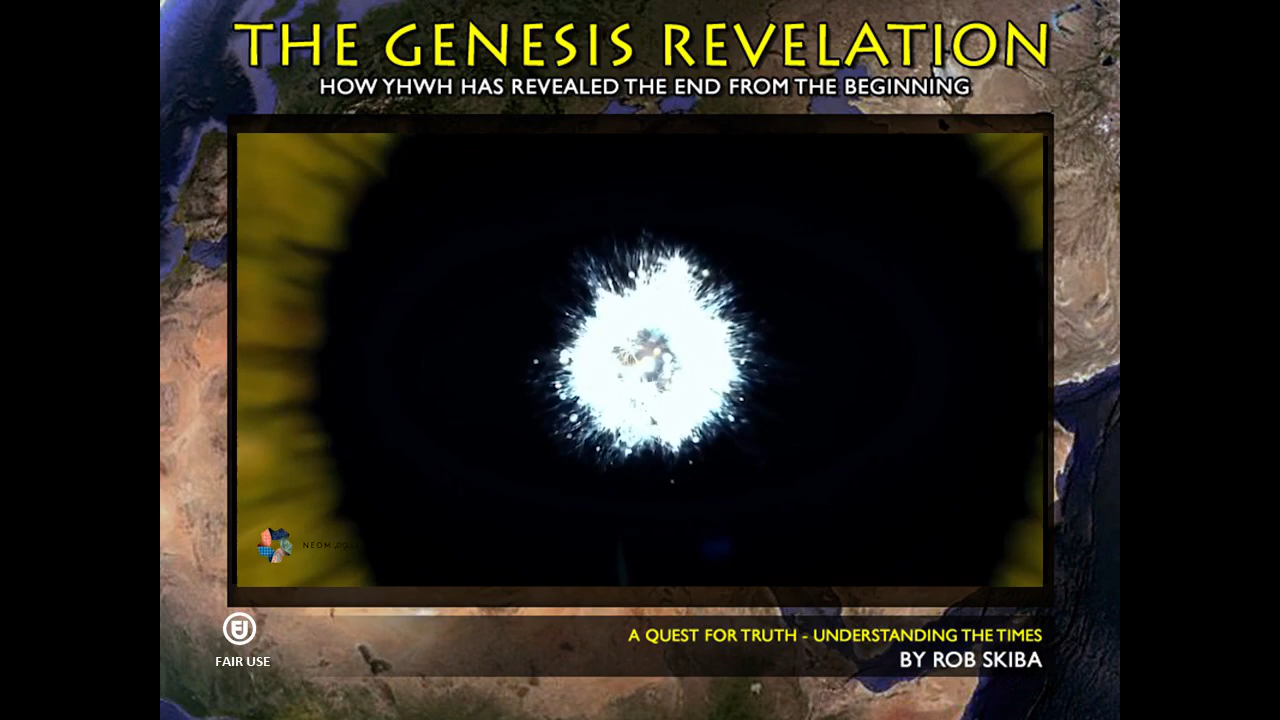 THE GENESIS REVELATION
HOW YHWH HAS REVEALED THE END FROM THE BEGINNING
NEOM
FAIR USE
A QUEST FOR TRUTH - UNDERSTANDING THE TIMES
BY ROB SKIBA